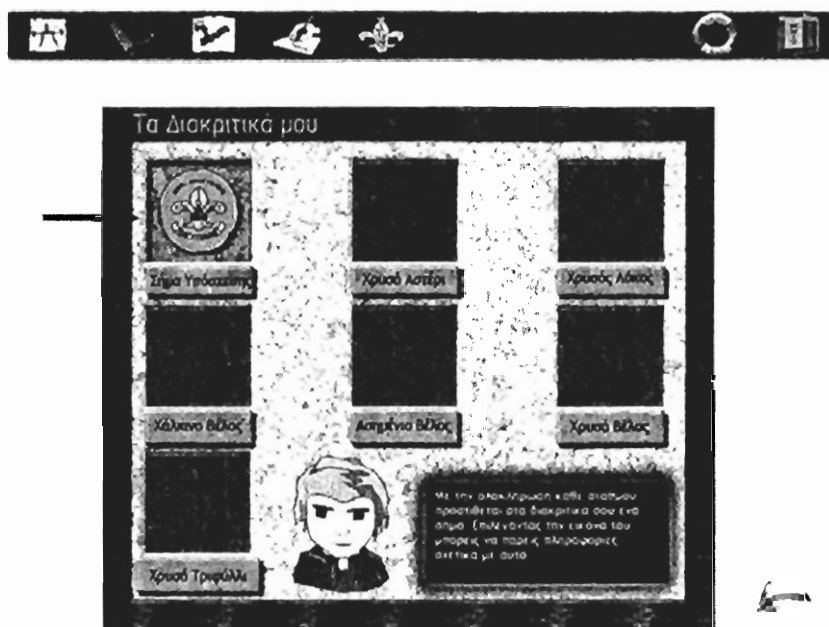 Τα Διακριτικά μου
Σήμα Υπόσχεσης
Χρυσό Αστέρι
Χρυσός Λύκος
Χάλκινο Βέλος
Ασημένιο Βέλος
Χρυσό Βέλος
Χρυσό Τριφύλλι
Με την ολοκλήρωση κάθε σταθμού
προστίθεται στα διακριτικά σου ένα
σήμα. Επιλέγοντας την εικόνα του
μπορείς να πάρεις πληροφορίες
σχετικά με αυτό